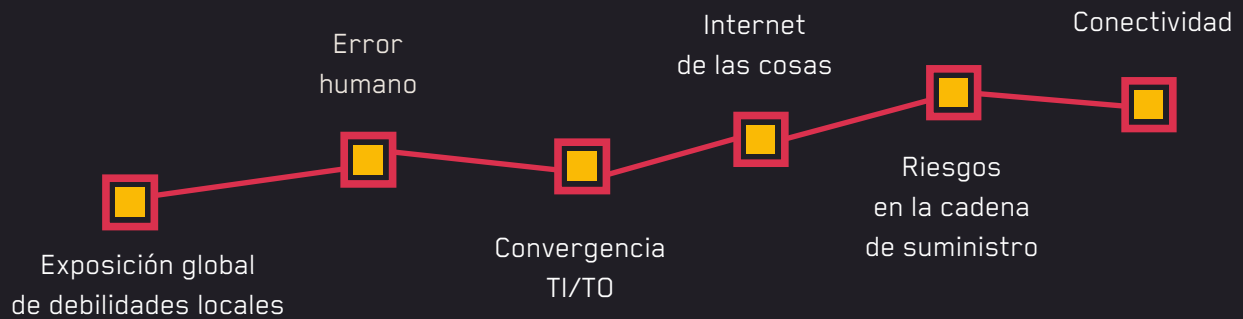 Exposición global
de debilidades locales
Error
humano
Convergencia
TI/TO
Internet
de las cosas
Riesgos
en la cadena
de suministro
Conectividad